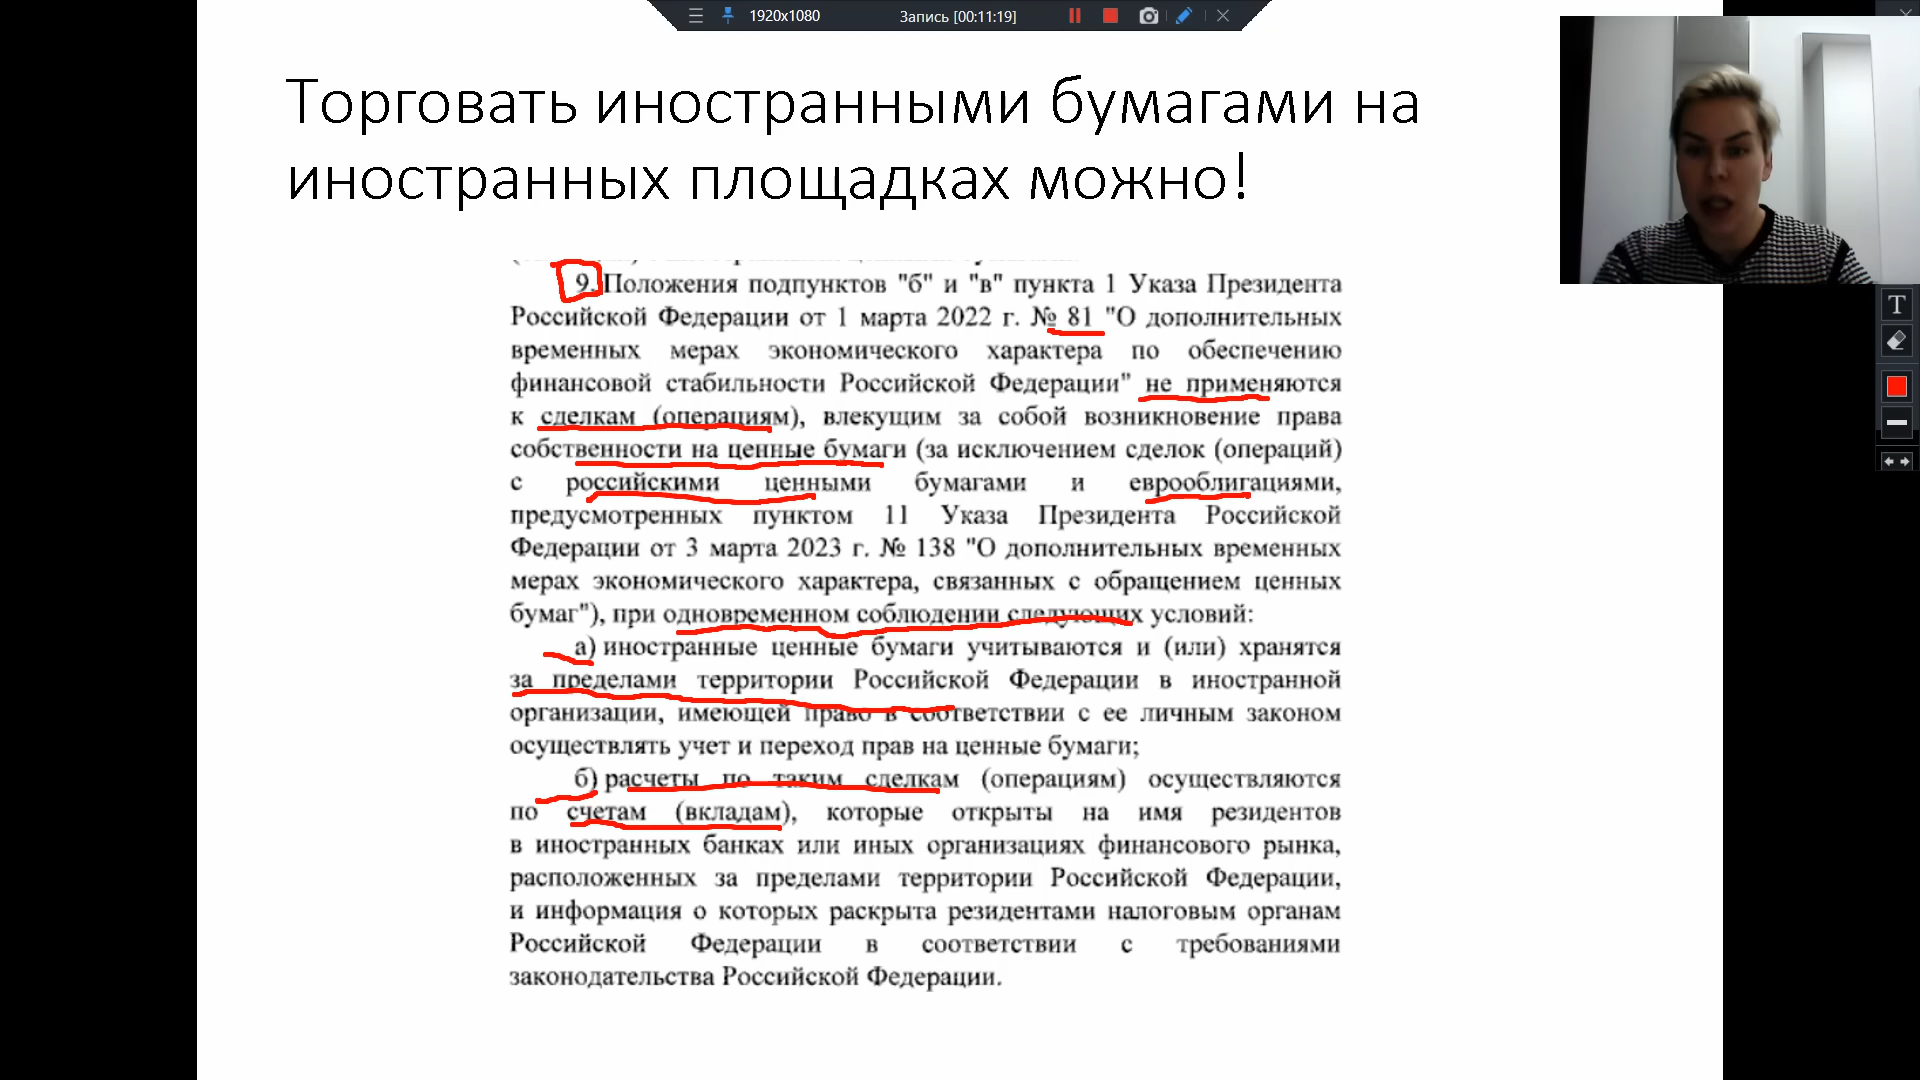 1920x1080
Запись [00:11:19]
Торговать иностранными бумагами на
иностранных площадках можно!
9. Положения подпунктов "б" и "в" пункта 1 Указа Президента
Российской Федерации от 1 марта 2022 г. № 81 "О дополнительных
временных мерах экономического характера по обеспечению
финансовой стабильности Российской Федерации" не применяются
к сделкам (операциям), влекущим за собой возникновение права
собственности на ценные бумаги (за исключением сделок (операций)
с российскими ценными бумагами и еврооблигациями,
предусмотренных пунктом 11 Указа Президента Российской
Федерации от 3 марта 2023 г. № 138 "О дополнительных временных
мерах экономического характера, связанных с обращением ценных
бумаг"), при одновременном соблюдении следующих условий:
а) иностранные ценные бумаги учитываются и (или) хранятся
за пределами территории Российской Федерации в иностранной
организации, имеющей право в соответствии с ее личным законом
осуществлять учет и переход прав на ценные бумаги;
б) расчеты по таким сделкам (операциям) осуществляются
по счетам (вкладам), которые открыты на имя резидентов
в иностранных банках или иных организациях финансового рынка,
расположенных за пределами территории Российской Федерации,
и информация о которых раскрыта резидентами налоговым органам
Российской Федерации в соответствии с требованиями
законодательства Российской Федерации.
T